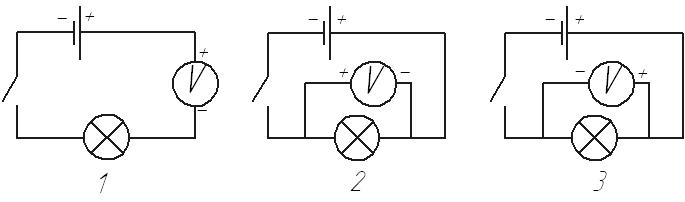 − + − + − +
+ V −
+ V −
− V +
1 2 3